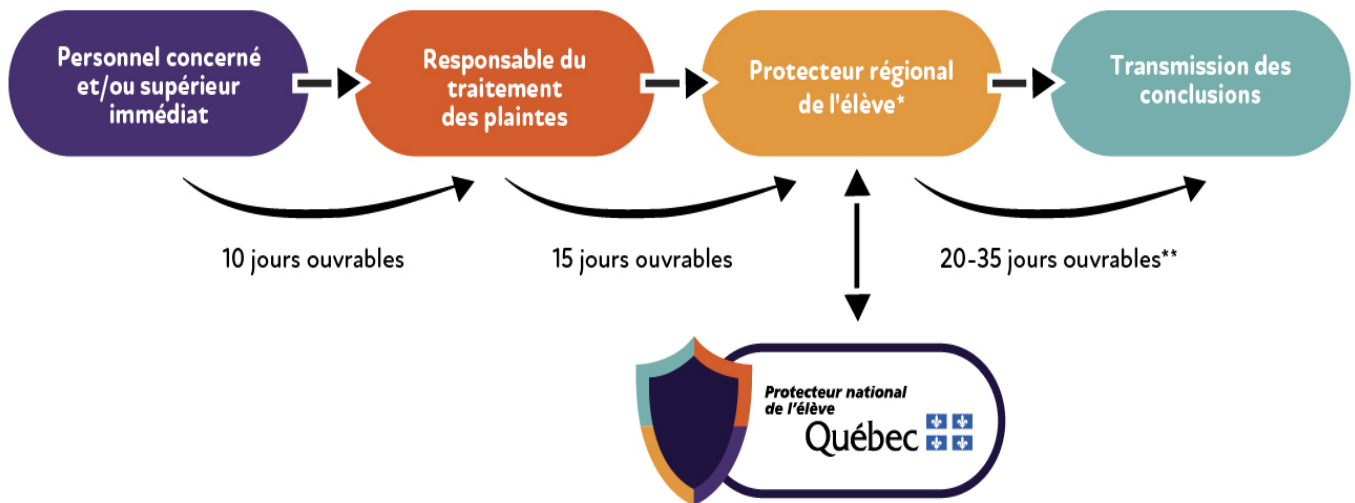 Personnel concerné
et/ou supérieur
immédiat
Responsable du
traitement
des plaintes
Protecteur régional
de l'élève*
Transmission des
conclusions
10 jours ouvrables
15 jours ouvrables
20-35 jours ouvrables**
Protecteur national
de l'élève
Québec